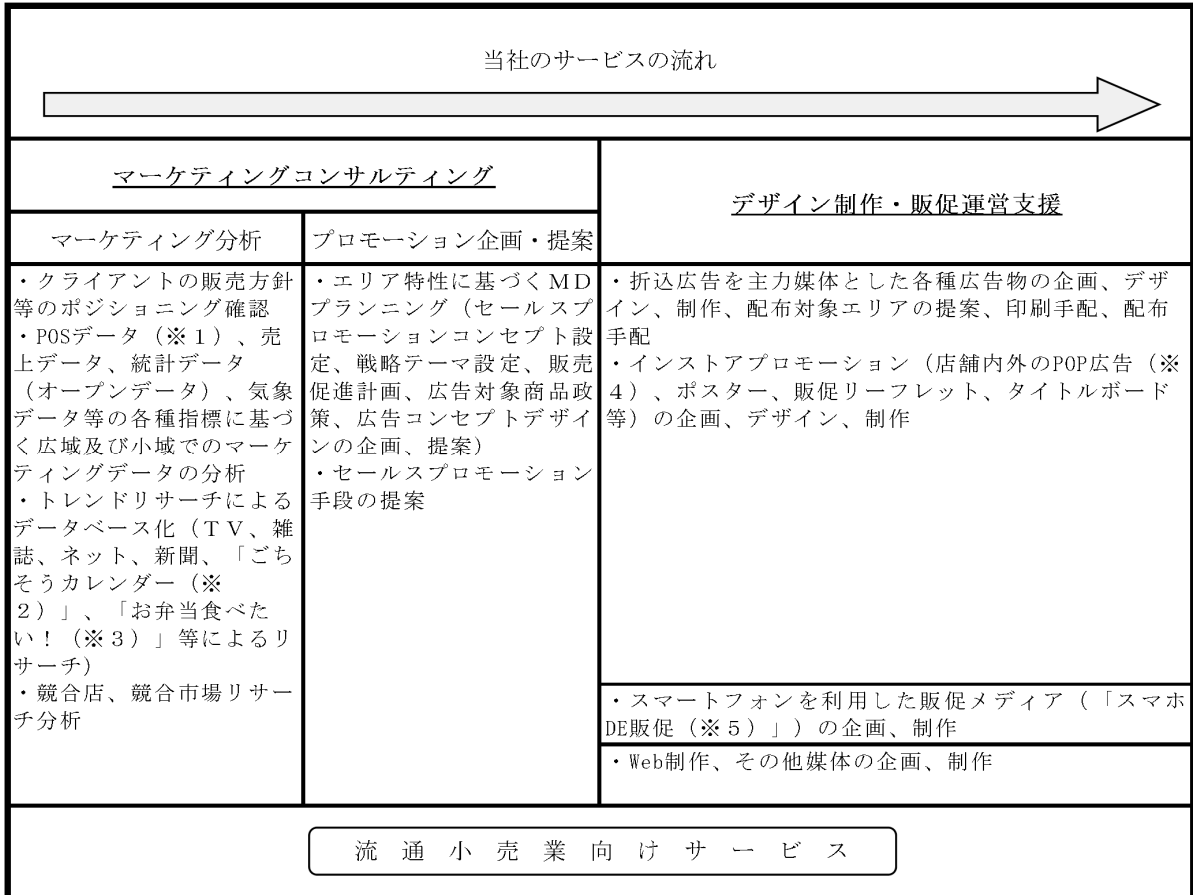 当社のサービスの流れ
マーケティングコンサルティング
デザイン制作・販促運営支援
マーケティング分析
プロモーション企画・提案
・クライアントの販売方針
等のポジショニング確認
・POSデータ（※１）、売
上データ、統計データ
（オープンデータ）、気象
データ等の各種指標に基づ
く広域及び小域でのマーケ
ティングデータの分析
・トレンドリサーチによる
データベース化（ＴＶ、雑
誌、ネット、新聞、「ごち
そうカレンダー（※
２）」、「お弁当食べた
い！（※３）」等によるリ
サーチ）
・競合店、競合市場リサー
チ分析
・エリア特性に基づくＭＤ
プランニング（セールスプ
ロモーションコンセプト設
定、戦略テーマ設定、販売
促進計画、広告対象商品政
策、広告コンセプトデザイ
ンの企画、提案）
・セールスプロモーション
手段の提案
・折込広告を主力媒体とした各種広告物の企画、デザ
イン、制作、配布対象エリアの提案、印刷手配、配布
手配
・インストアプロモーション（店舗内外のPOP広告（※
４）、ポスター、販促リーフレット、タイトルボード
等）の企画、デザイン、制作
・スマートフォンを利用した販促メディア（「スマホ
DE販促（※５）」）の企画、制作
・Web制作、その他媒体の企画、制作
流通小売業向けサービス